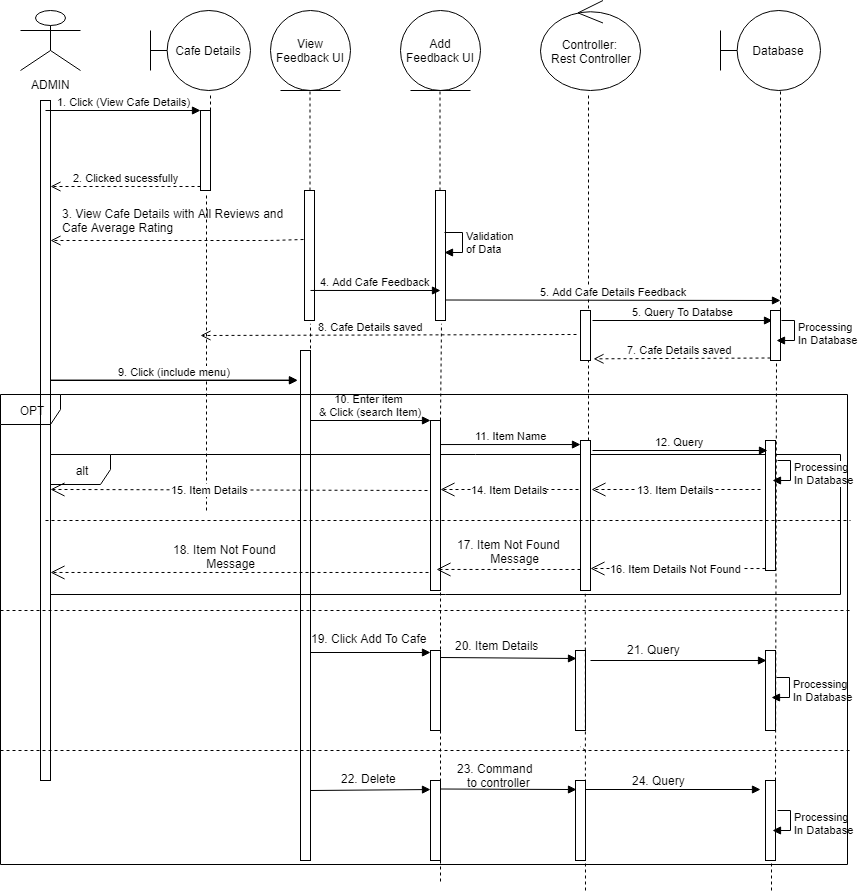 ADMIN
Cafe Details
View
Feedback UI
Add
Feedback UI
Controller:
Rest Controller
Database
1. Click (View Cafe Details)
2. Clicked sucessfully
3. View Cafe Details with All Reviews and
Cafe Average Rating
Validation
of Data
4. Add Cafe Feedback
5. Add Cafe Details Feedback
5. Query To Databse
Processing
In Database
8. Cafe Details saved
7. Cafe Details saved
9. Click (include menu)
OPT
10. Enter item
& Click (search Item)
11. Item Name
12. Query
alt
Processing
In Database
15. Item Details
14. Item Details
13. Item Details
18. Item Not Found
Message
17. Item Not Found
Message
16. Item Details Not Found
19. Click Add To Cafe
20. Item Details
21. Query
Processing
In Database
22. Delete
23. Command
to controller
24. Query
Processing
In Database